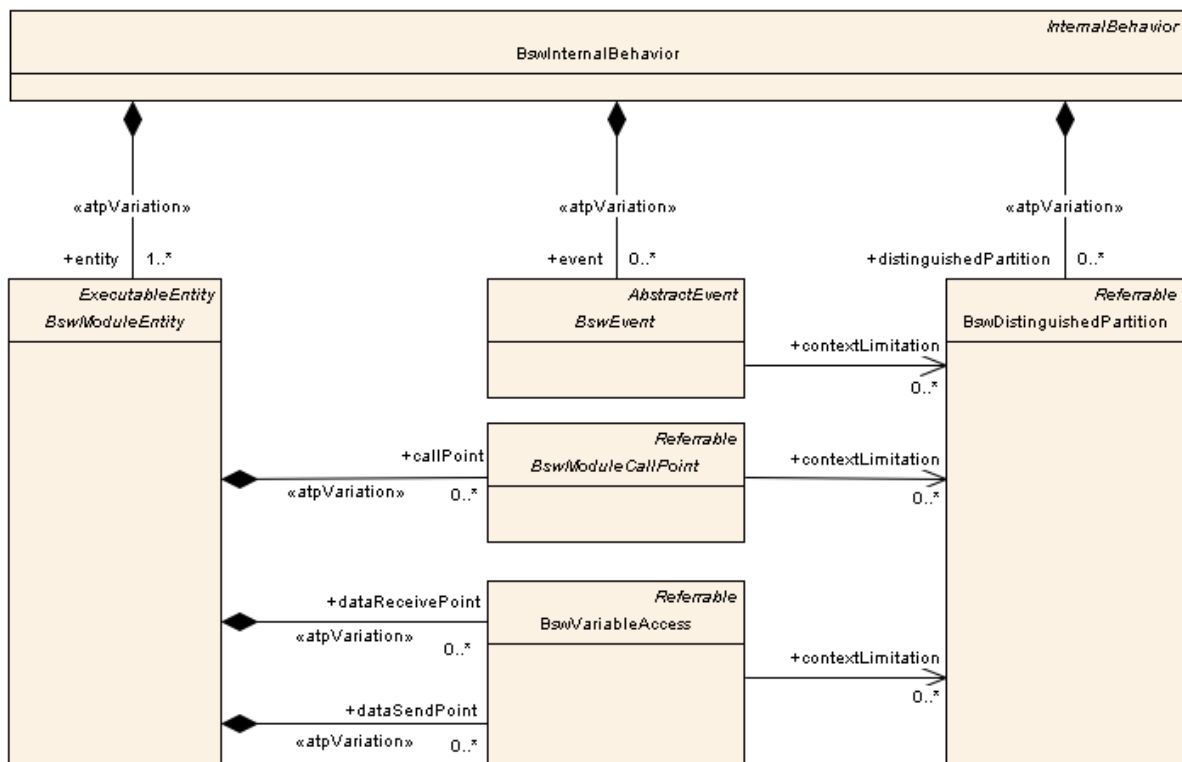 InternalBehavior
BswInternalBehavior
«atpVariation»
«atpVariation»
«atpVariation»
+entity 1..*
+event 0..*
+distinguishedPartition 0..*
ExecutableEntity
BswModuleEntity
AbstractEvent
BswEvent
Referrable
BswDistinguishedPartition
+contextLimitation
0..*
+callPoint
«atpVariation» 0..*
Referrable
BswModuleCallPoint
+contextLimitation
0..*
+dataReceivePoint
«atpVariation» 0..*
Referrable
BswVariableAccess
+contextLimitation
0..*
+dataSendPoint
«atpVariation» 0..*